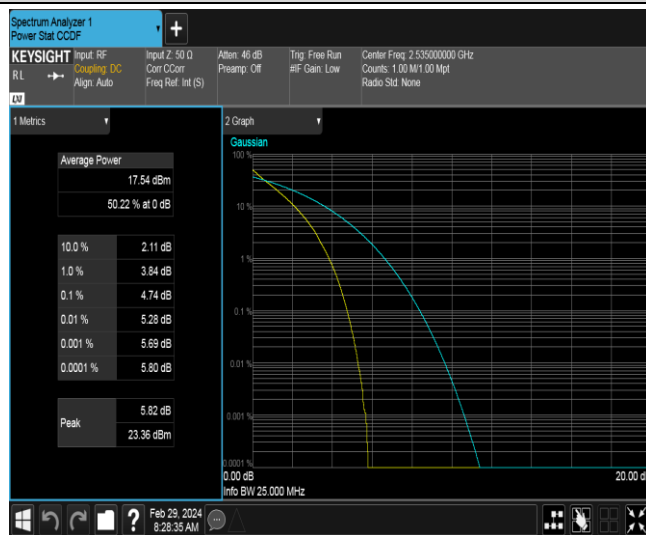 Spectrum Analyzer 1
Power Stat CCDF
KEYSIGHT
RL
LXI
Input: RF
Coupling: DC
Align: Auto
Input Z: 50 Ω
Corr CCorr
Freq Ref: Int (S)
Atten: 46 dB
Preamp: Off
Trig: Free Run
#IF Gain: Low
Center Freq: 2.535000000 GHz
Counts: 1.00 M/1.00 Mpt
Radio Std: None
1 Metrics
Average Power
17.54 dBm
50.22 % at 0 dB
10.0 % 2.11 dB
1.0 % 3.84 dB
0.1 % 4.74 dB
0.01 % 5.28 dB
0.001 % 5.69 dB
0.0001 % 5.80 dB
Peak 5.82 dB
23.36 dBm
2 Graph
Gaussian
100 %
10 %
1 %
0.1 %
0.01 %
0.001 %
0.0001 %
0.00 dB 20.00 d
Info BW 25.000 MHz
? Feb 29, 2024
8:28:35 AM